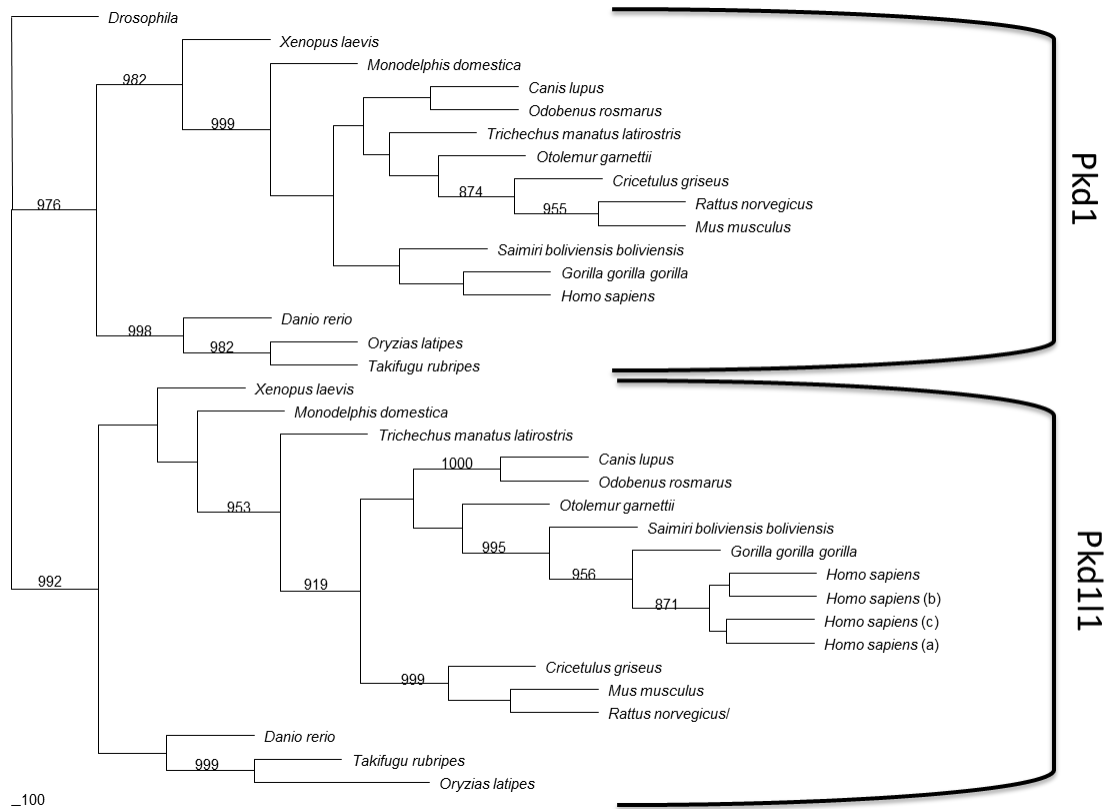 Drosophila
Xenopus laevis
982
Monodelphis domestica
Canis lupus
Odobenus rosmarus
999
Trichechus manatus latirostris
Otolemur garnettii
Cricetulus griseus
874
Rattus norvegicus
955
976
Mus musculus
Saimiri boliviensis boliviensis
Gorilla gorilla gorilla
Homo sapiens
Pkd1
Danio rerio
998
Oryzias latipes
982
Takifugu rubripes
Xenopus laevis
Monodelphis domestica
Trichechus manatus latirostris
Canis lupus
1000
Odobenus rosmarus
Otolemur garnettii
953
Saimiri boliviensis boliviensis
995
Gorilla gorilla gorilla
956
Homo sapiens
992
919
Homo sapiens (b)
871
Homo sapiens (c)
Homo sapiens (a)
Pkd1l1
Cricetulus griseus
999
Mus musculus
Rattus norvegicus/
Danio rerio
999
Takifugu rubripes
Oryzias latipes
_100